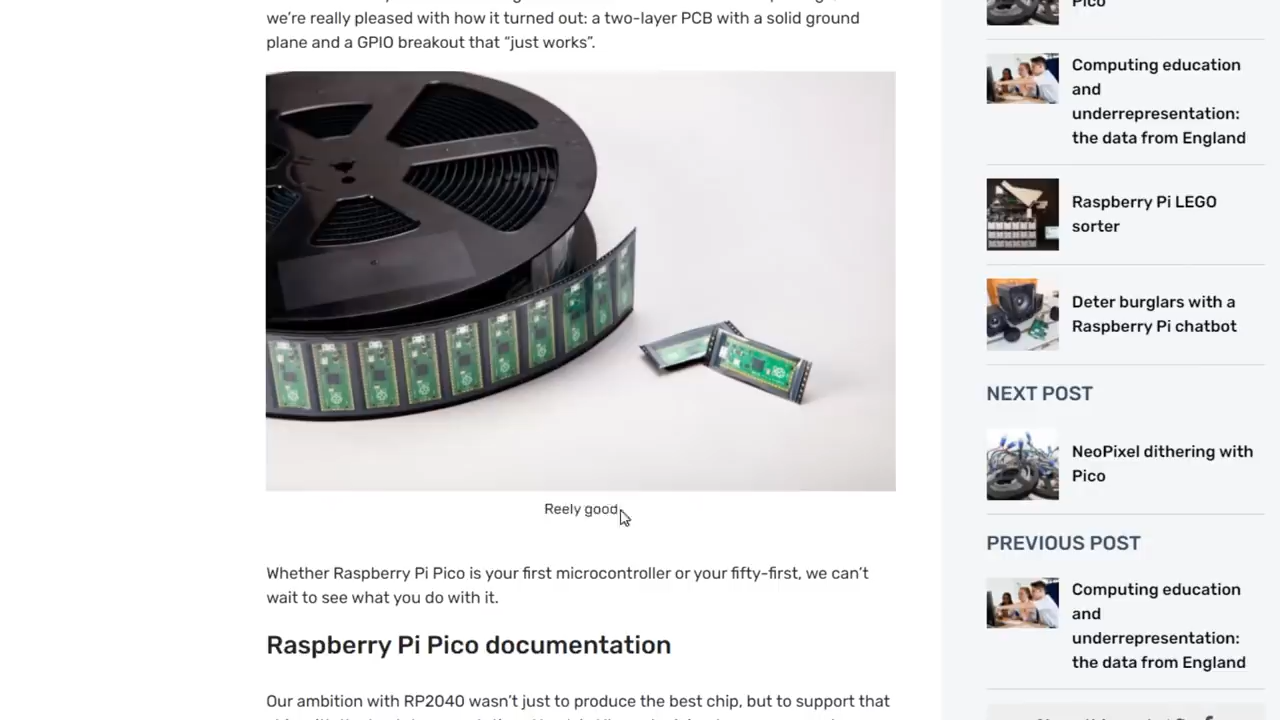 we're really pleased with how it turned out: a two-layer PCB with a solid ground
plane and a GPIO breakout that “just works”.
Reely good
Whether Raspberry Pi Pico is your first microcontroller or your fifty-first, we can't
wait to see what you do with it.
Raspberry Pi Pico documentation
Our ambition with RP2040 wasn't just to produce the best chip, but to support that
Pico
Computing education
and
underrepresentation:
the data from England
Raspberry Pi LEGO
sorter
Deter burglars with a
Raspberry Pi chatbot
NEXT POST
NeoPixel dithering with
Pico
PREVIOUS POST
Computing education
and
underrepresentation:
the data from England